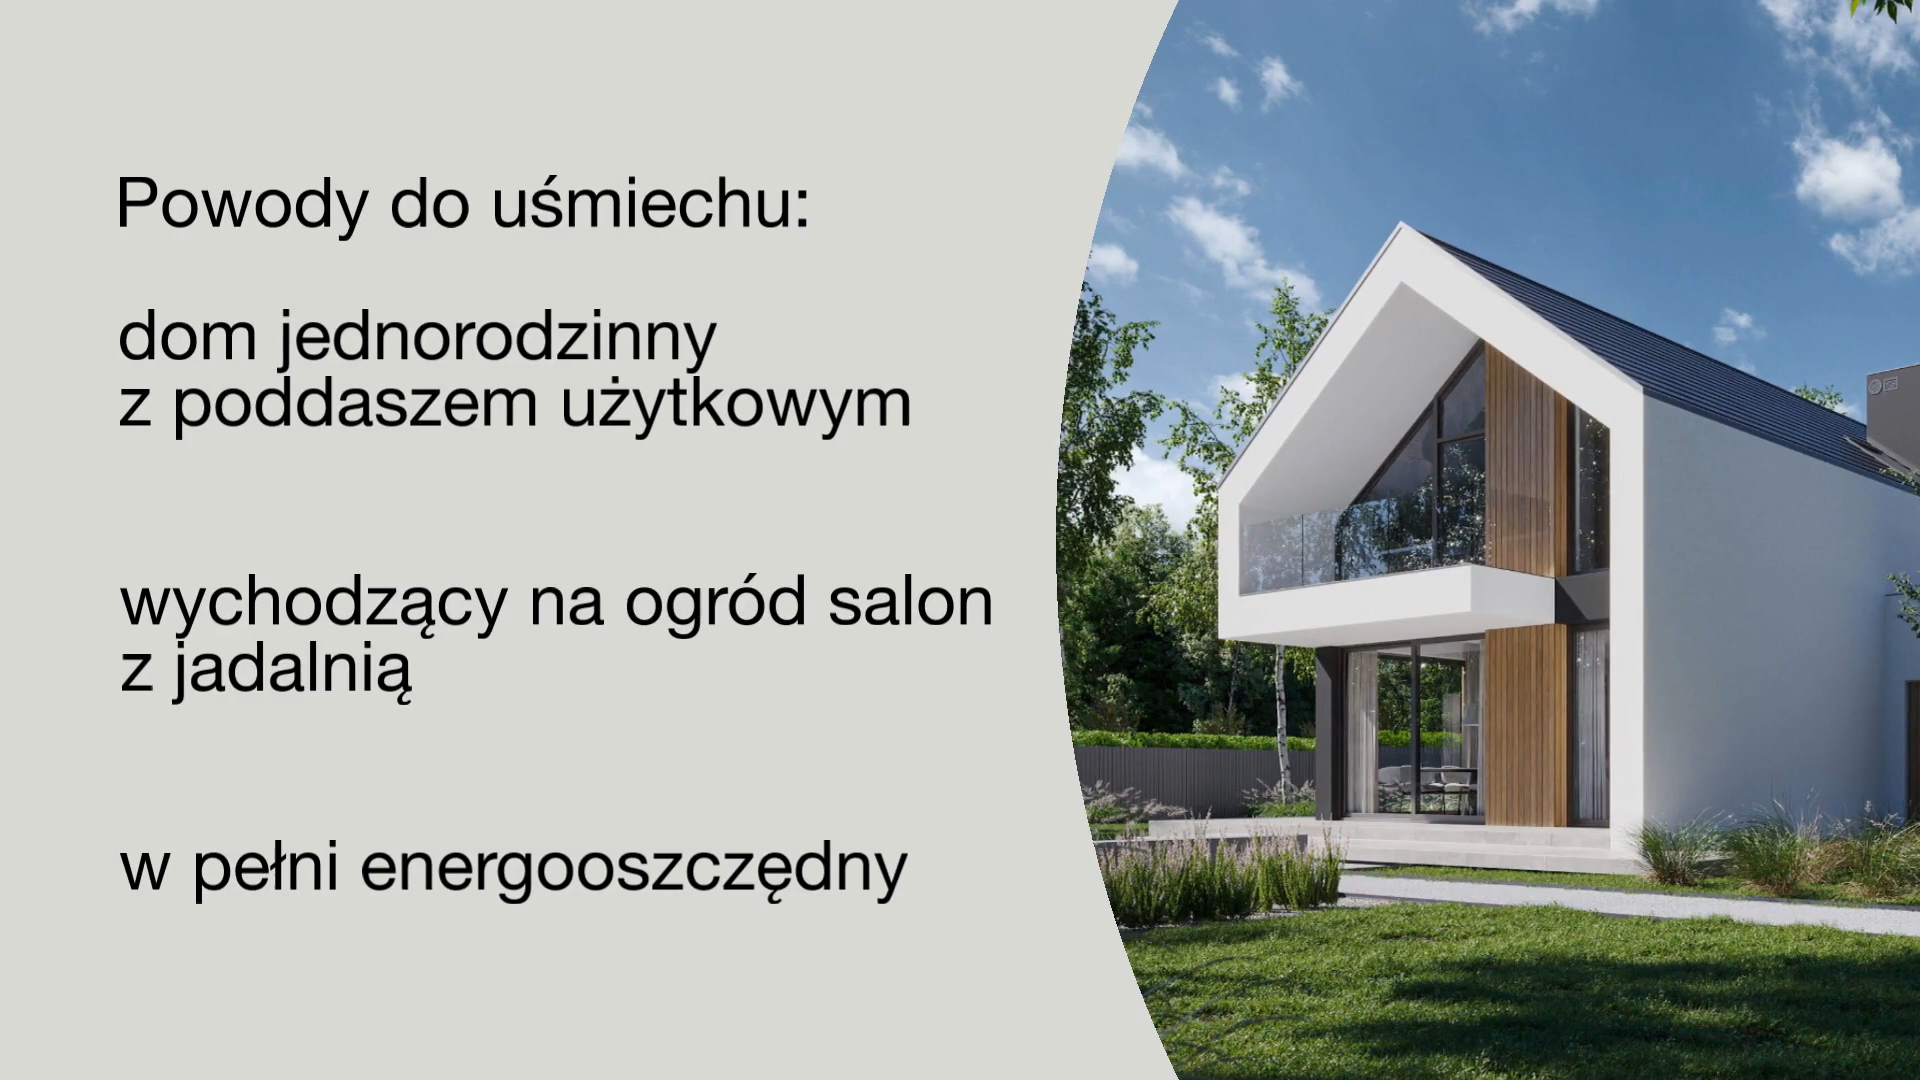 Powody do uśmiechu:
dom jednorodzinny
z poddaszem użytkowym
wychodzący na ogród salon
z jadalnią
w pełni energooszczędny